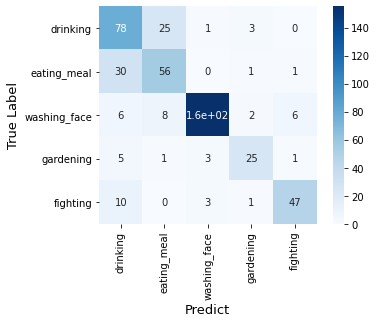 drinking 78 25 1 3 0
eating_meal 30 56 0 1 1
washing_face 6 8 1.6e+02 2 6
gardening 5 1 3 25 1
fighting 10 0 3 1 47
True Label
drinking eating_meal washing_face gardening fighting
Predict
140
120
100
80
60
40
20
0